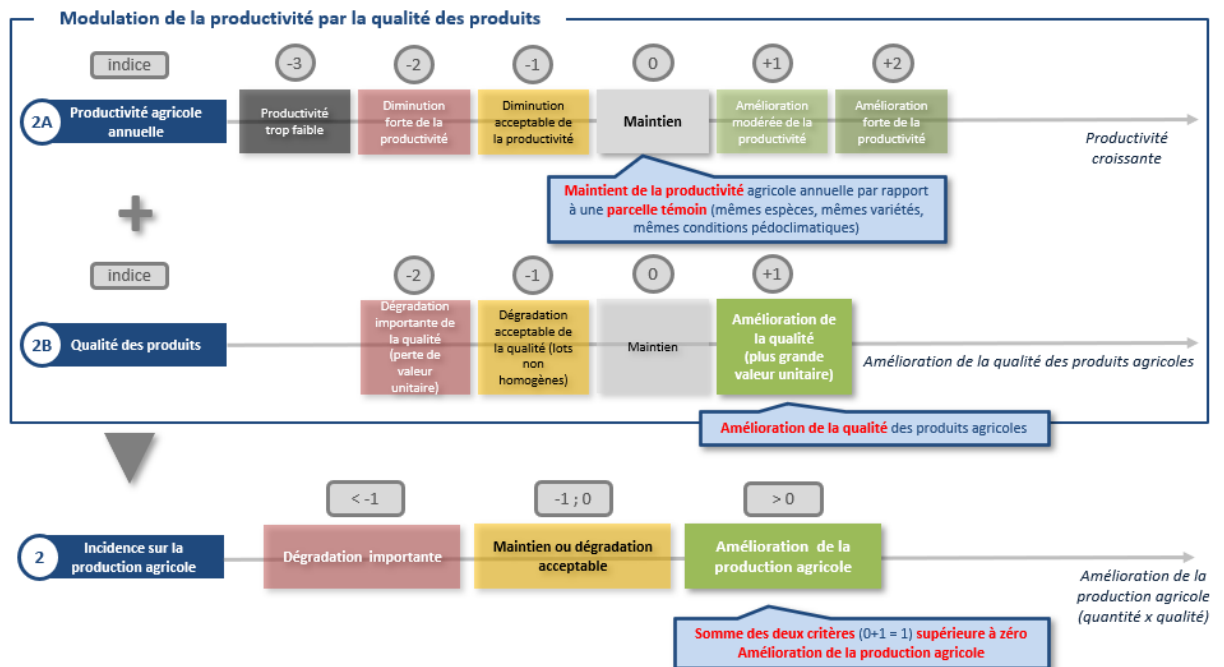 Modulation de la productivité par la qualité des produits
indice
-3
-2
-1
0
+1
+2
2A
Productivité agricole
annuelle
Productivité
trop faible
Diminution
forte de la
productivité
Diminution
acceptable de
la productivité
Maintien
Amélioration
modérée de la
productivité
Amélioration
forte de la
productivité
Productivité
croissante
Maintient de la productivité agricole annuelle par rapport
à une parcelle témoin (mêmes espèces, mêmes variétés,
mêmes conditions pédoclimatiques)
+
indice
-2
-1
0
+1
2B
Qualité des produits
Dégradation
importante de
la qualité
(perte de
valeur
unitaire)
Dégradation
acceptable de
la qualité (lots
non
homogènes)
Maintien
Amélioration de
la qualité
(plus grande
valeur unitaire)
Amélioration de la qualité des produits agricoles
Amélioration de la qualité des produits agricoles
< -1
-1 ; 0
> 0
2
Incidence sur la
production agricole
Dégradation importante
Maintien ou dégradation
acceptable
Amélioration de la
production agricole
Amélioration de la
production agricole
(quantité x qualité)
Somme des deux critères (0+1 = 1) supérieure à zéro
Amélioration de la production agricole